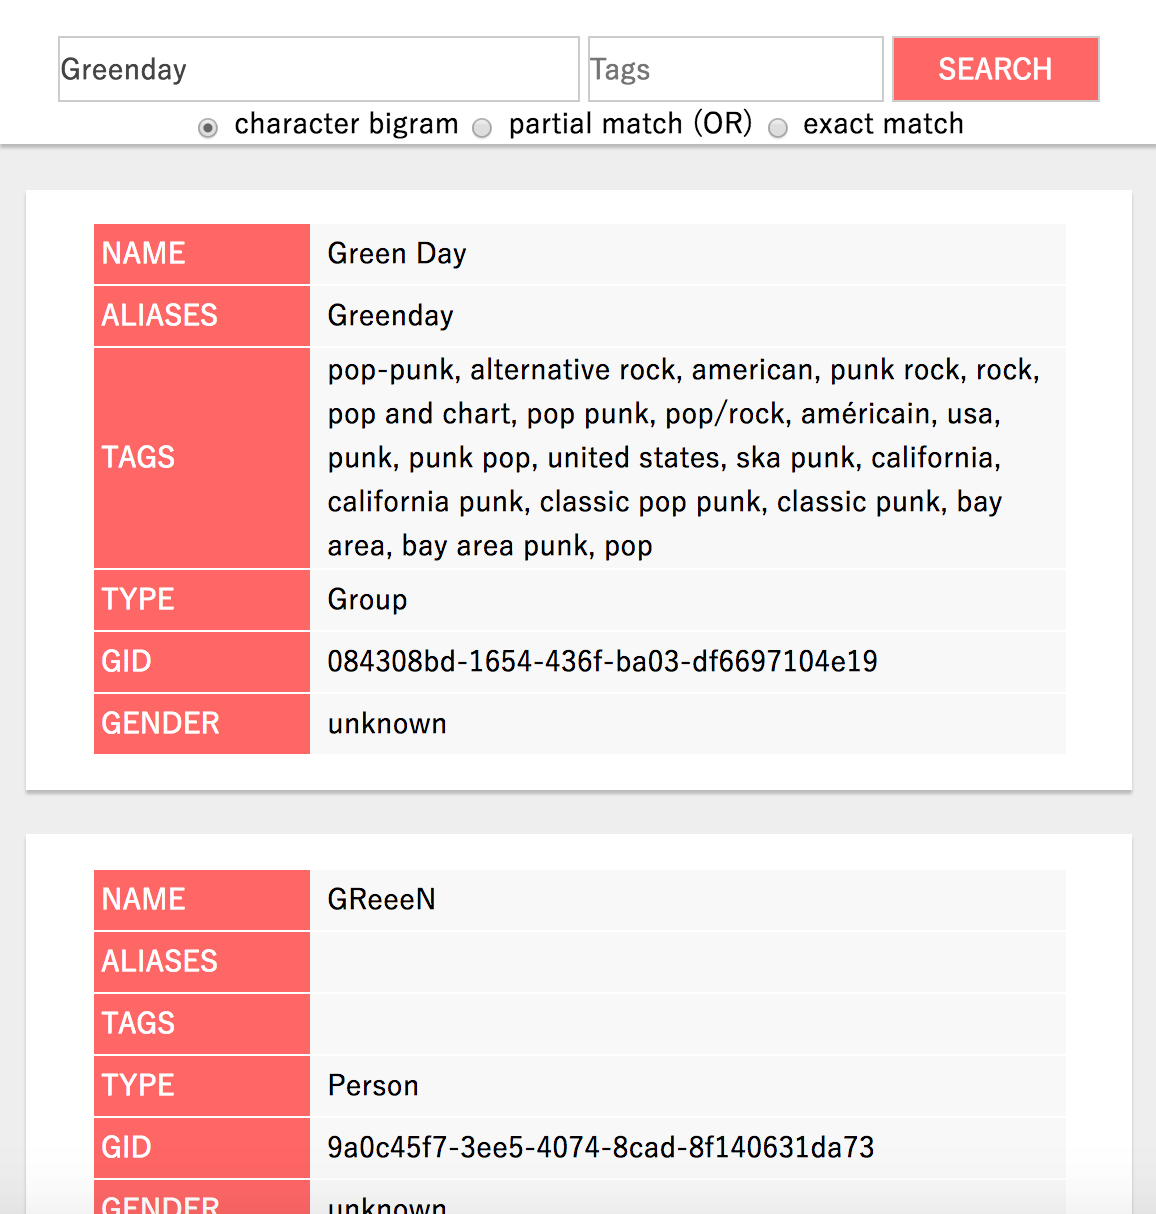 Greenday Tags SEARCH
character bigram partial match (OR) exact match
NAME Green Day
ALIASES Greenday
TAGS pop-punk, alternative rock, american, punk rock, rock,
pop and chart, pop punk, pop/rock, américain, usa,
punk, punk pop, united states, ska punk, california,
california punk, classic pop punk, classic punk, bay
area, bay area punk, pop
TYPE Group
GID 084308bd-1654-436f-ba03-df6697104e19
GENDER unknown
NAME GReeeN
ALIASES
TAGS
TYPE Person
GID 9a0c45f7-3ee5-4074-8cad-8f140631da73
GENDER unknown